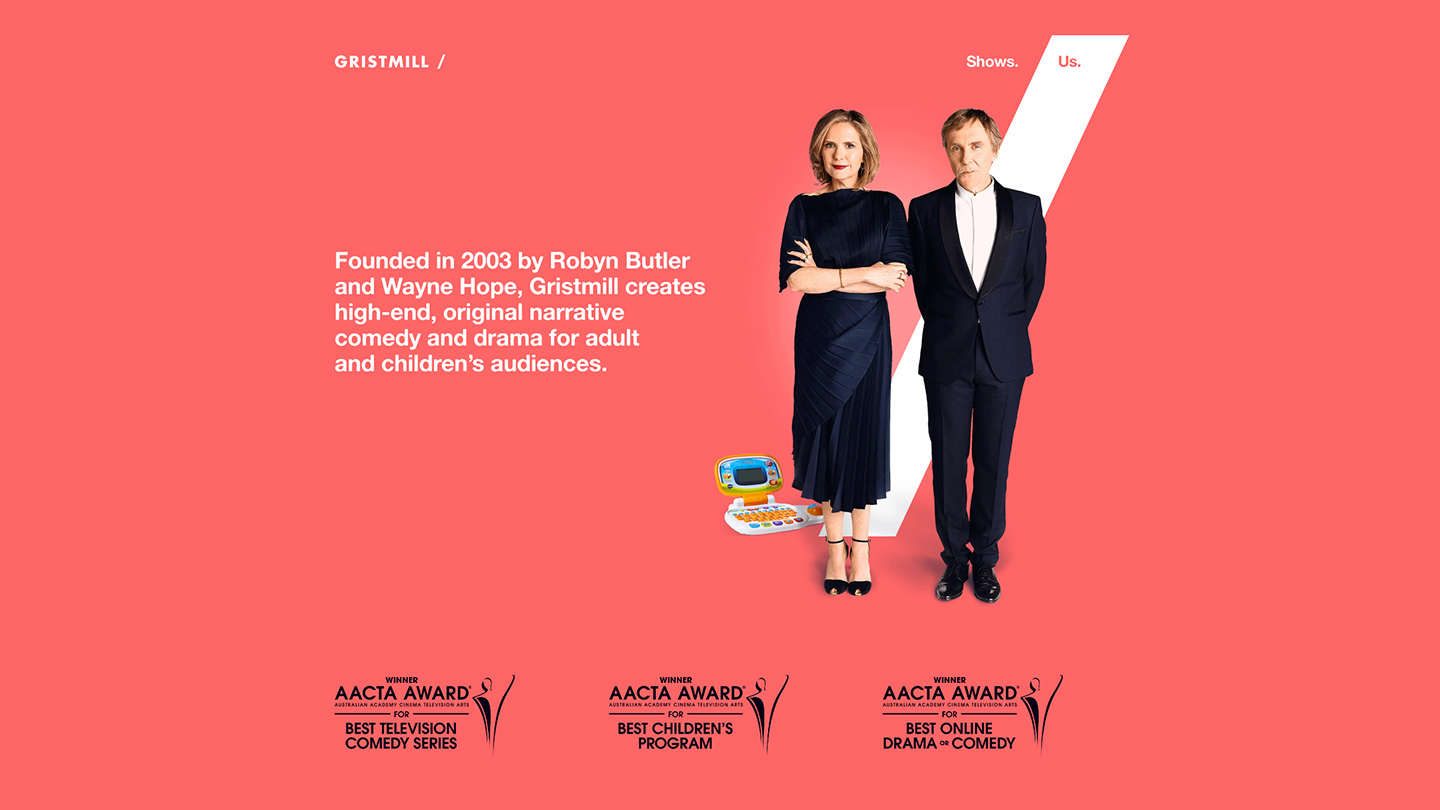 GRISTMILL /
Shows.
Us.
Founded in 2003 by Robyn Butler
and Wayne Hope, Gristmill creates
high-end, original narrative
comedy and drama for adult
and children’s audiences.
WINNER
AACTA AWARD®
AUSTRALIAN ACADEMY CINEMA TELEVISION ARTS
FOR
BEST TELEVISION
COMEDY SERIES
WINNER
AACTA AWARD®
AUSTRALIAN ACADEMY CINEMA TELEVISION ARTS
FOR
BEST CHILDREN’S
PROGRAM
WINNER
AACTA AWARD®
AUSTRALIAN ACADEMY CINEMA TELEVISION ARTS
FOR
BEST ONLINE
DRAMA OR COMEDY